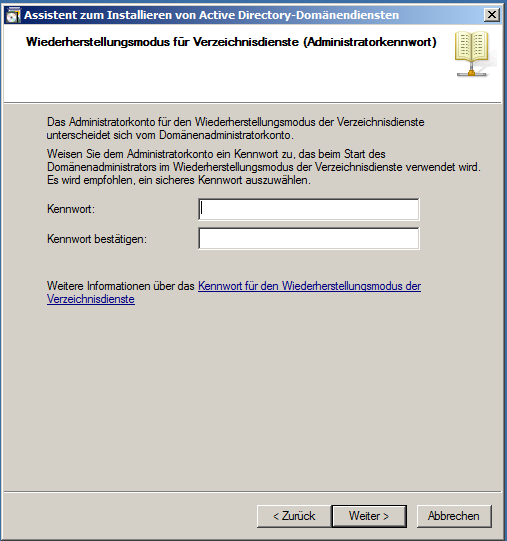 Assistent zum Installieren von Active Directory-Domänendiensten
Wiederherstellungsmodus für Verzeichnisdienste (Administratorkennwort)
Das Administratorkonto für den Wiederherstellungsmodus der Verzeichnisdienste
unterscheidet sich vom Domänenadministratorkonto.
Weisen Sie dem Administratorkonto ein Kennwort zu, das beim Start des
Domänenadministrators im Wiederherstellungsmodus der Verzeichnisdienste verwendet wird.
Es wird empfohlen, ein sicheres Kennwort auszuwählen.
Kennwort:
Kennwort bestätigen:
Weitere Informationen über das Kennwort für den Wiederherstellungsmodus der
Verzeichnisdienste
< Zurück Weiter > Abbrechen